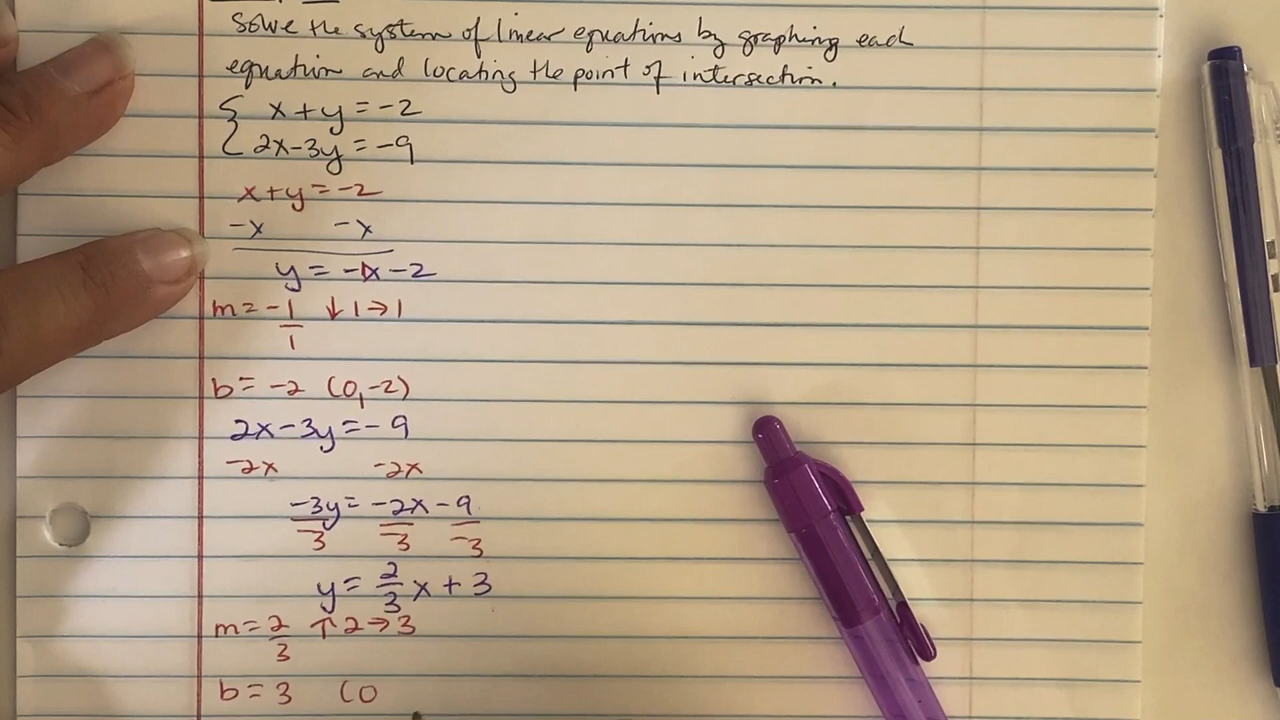 Solve the system of linear equations by graphing each
equation and locating the point of intersection.
{ x+y=-2
2x-3y=-9
x+y=-2
-x -x
y=-1x-2
m=-1/1 ↓1→1
b=-2 (0,-2)
2x-3y=-9
-2x -2x
-3y/-3=-2x/-3-9/-3
y=2/3x+3
m=2/3 ↑2→3
b=3 (0